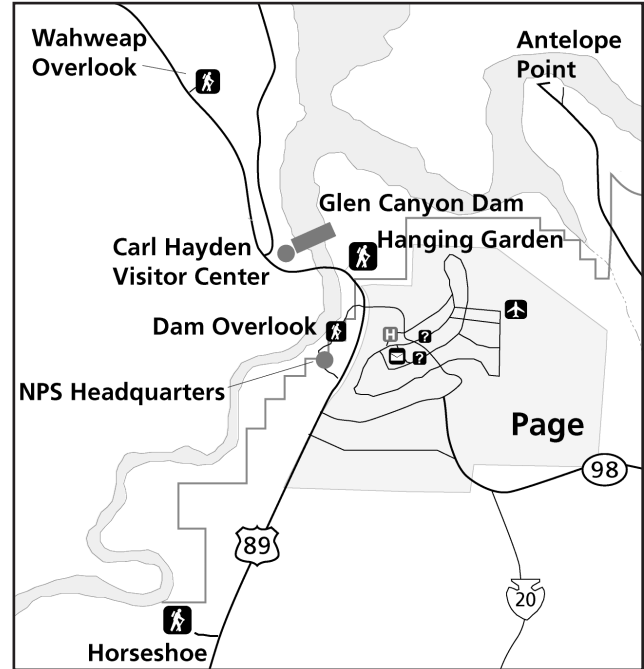 Wahweap
Overlook
Antelope
Point
Glen Canyon Dam
Hanging Garden
Carl Hayden
Visitor Center
Dam Overlook
H
?
?
NPS Headquarters
Page
98
89
20
Horseshoe